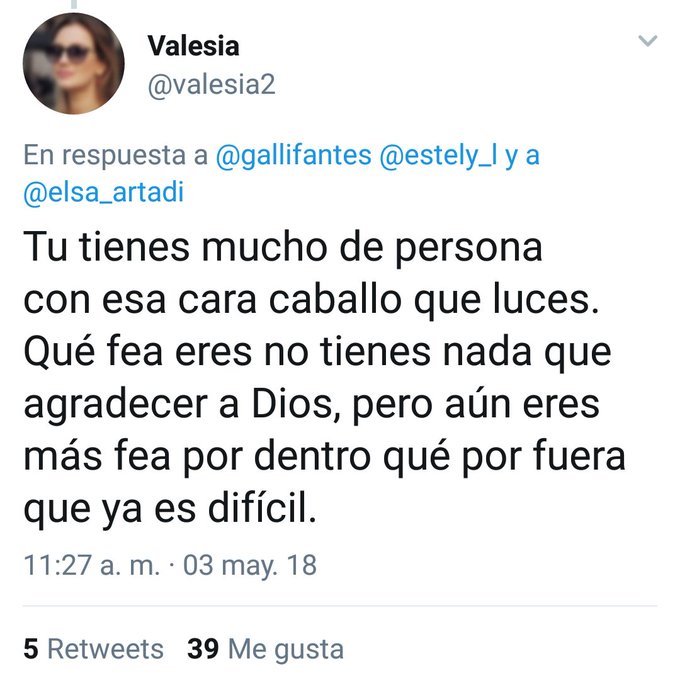 Valesia
@valesia2
En respuesta a @gallifantes @estely_l y a
@elsa_artadi
Tu tienes mucho de persona
con esa cara caballo que luces.
Qué fea eres no tienes nada que
agradecer a Dios, pero aún eres
más fea por dentro qué por fuera
que ya es difícil.
11:27 a. m. · 03 may. 18
5 Retweets 39 Me gusta